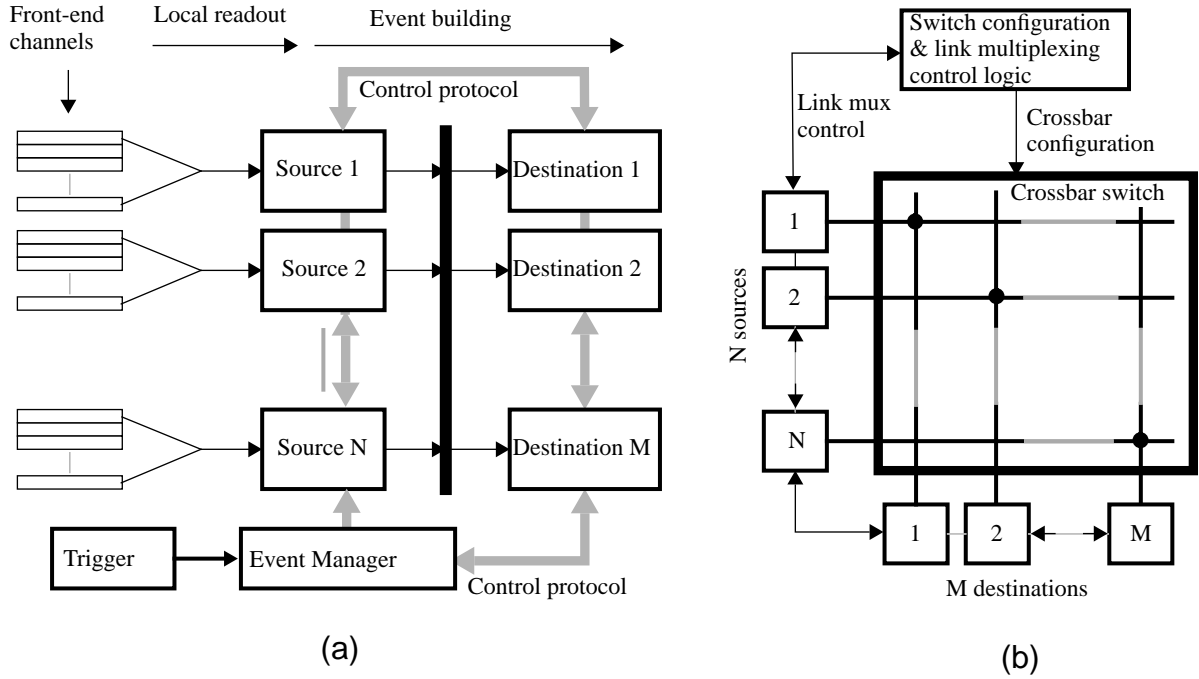 Front-end
channels
Local readout
Event building
Control protocol
Source 1
Destination 1
Source 2
Destination 2
Source N
Destination M
Trigger
Event Manager
Control protocol
(a)
Switch configuration
& link multiplexing
control logic
Link mux
control
Crossbar
configuration
Crossbar switch
1
2
N
N sources
1
2
M
M destinations
(b)